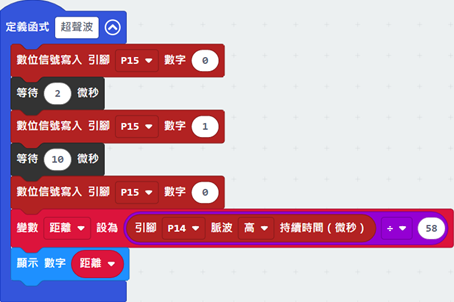 定義函式 超聲波
數位信號寫入 引腳 P15 數字 0
等待 2 微秒
數位信號寫入 引腳 P15 數字 1
等待 10 微秒
數位信號寫入 引腳 P15 數字 0
變數 距離 設為 引腳 P14 脈波 高 持續時間(微秒) ÷ 58
顯示 數字 距離